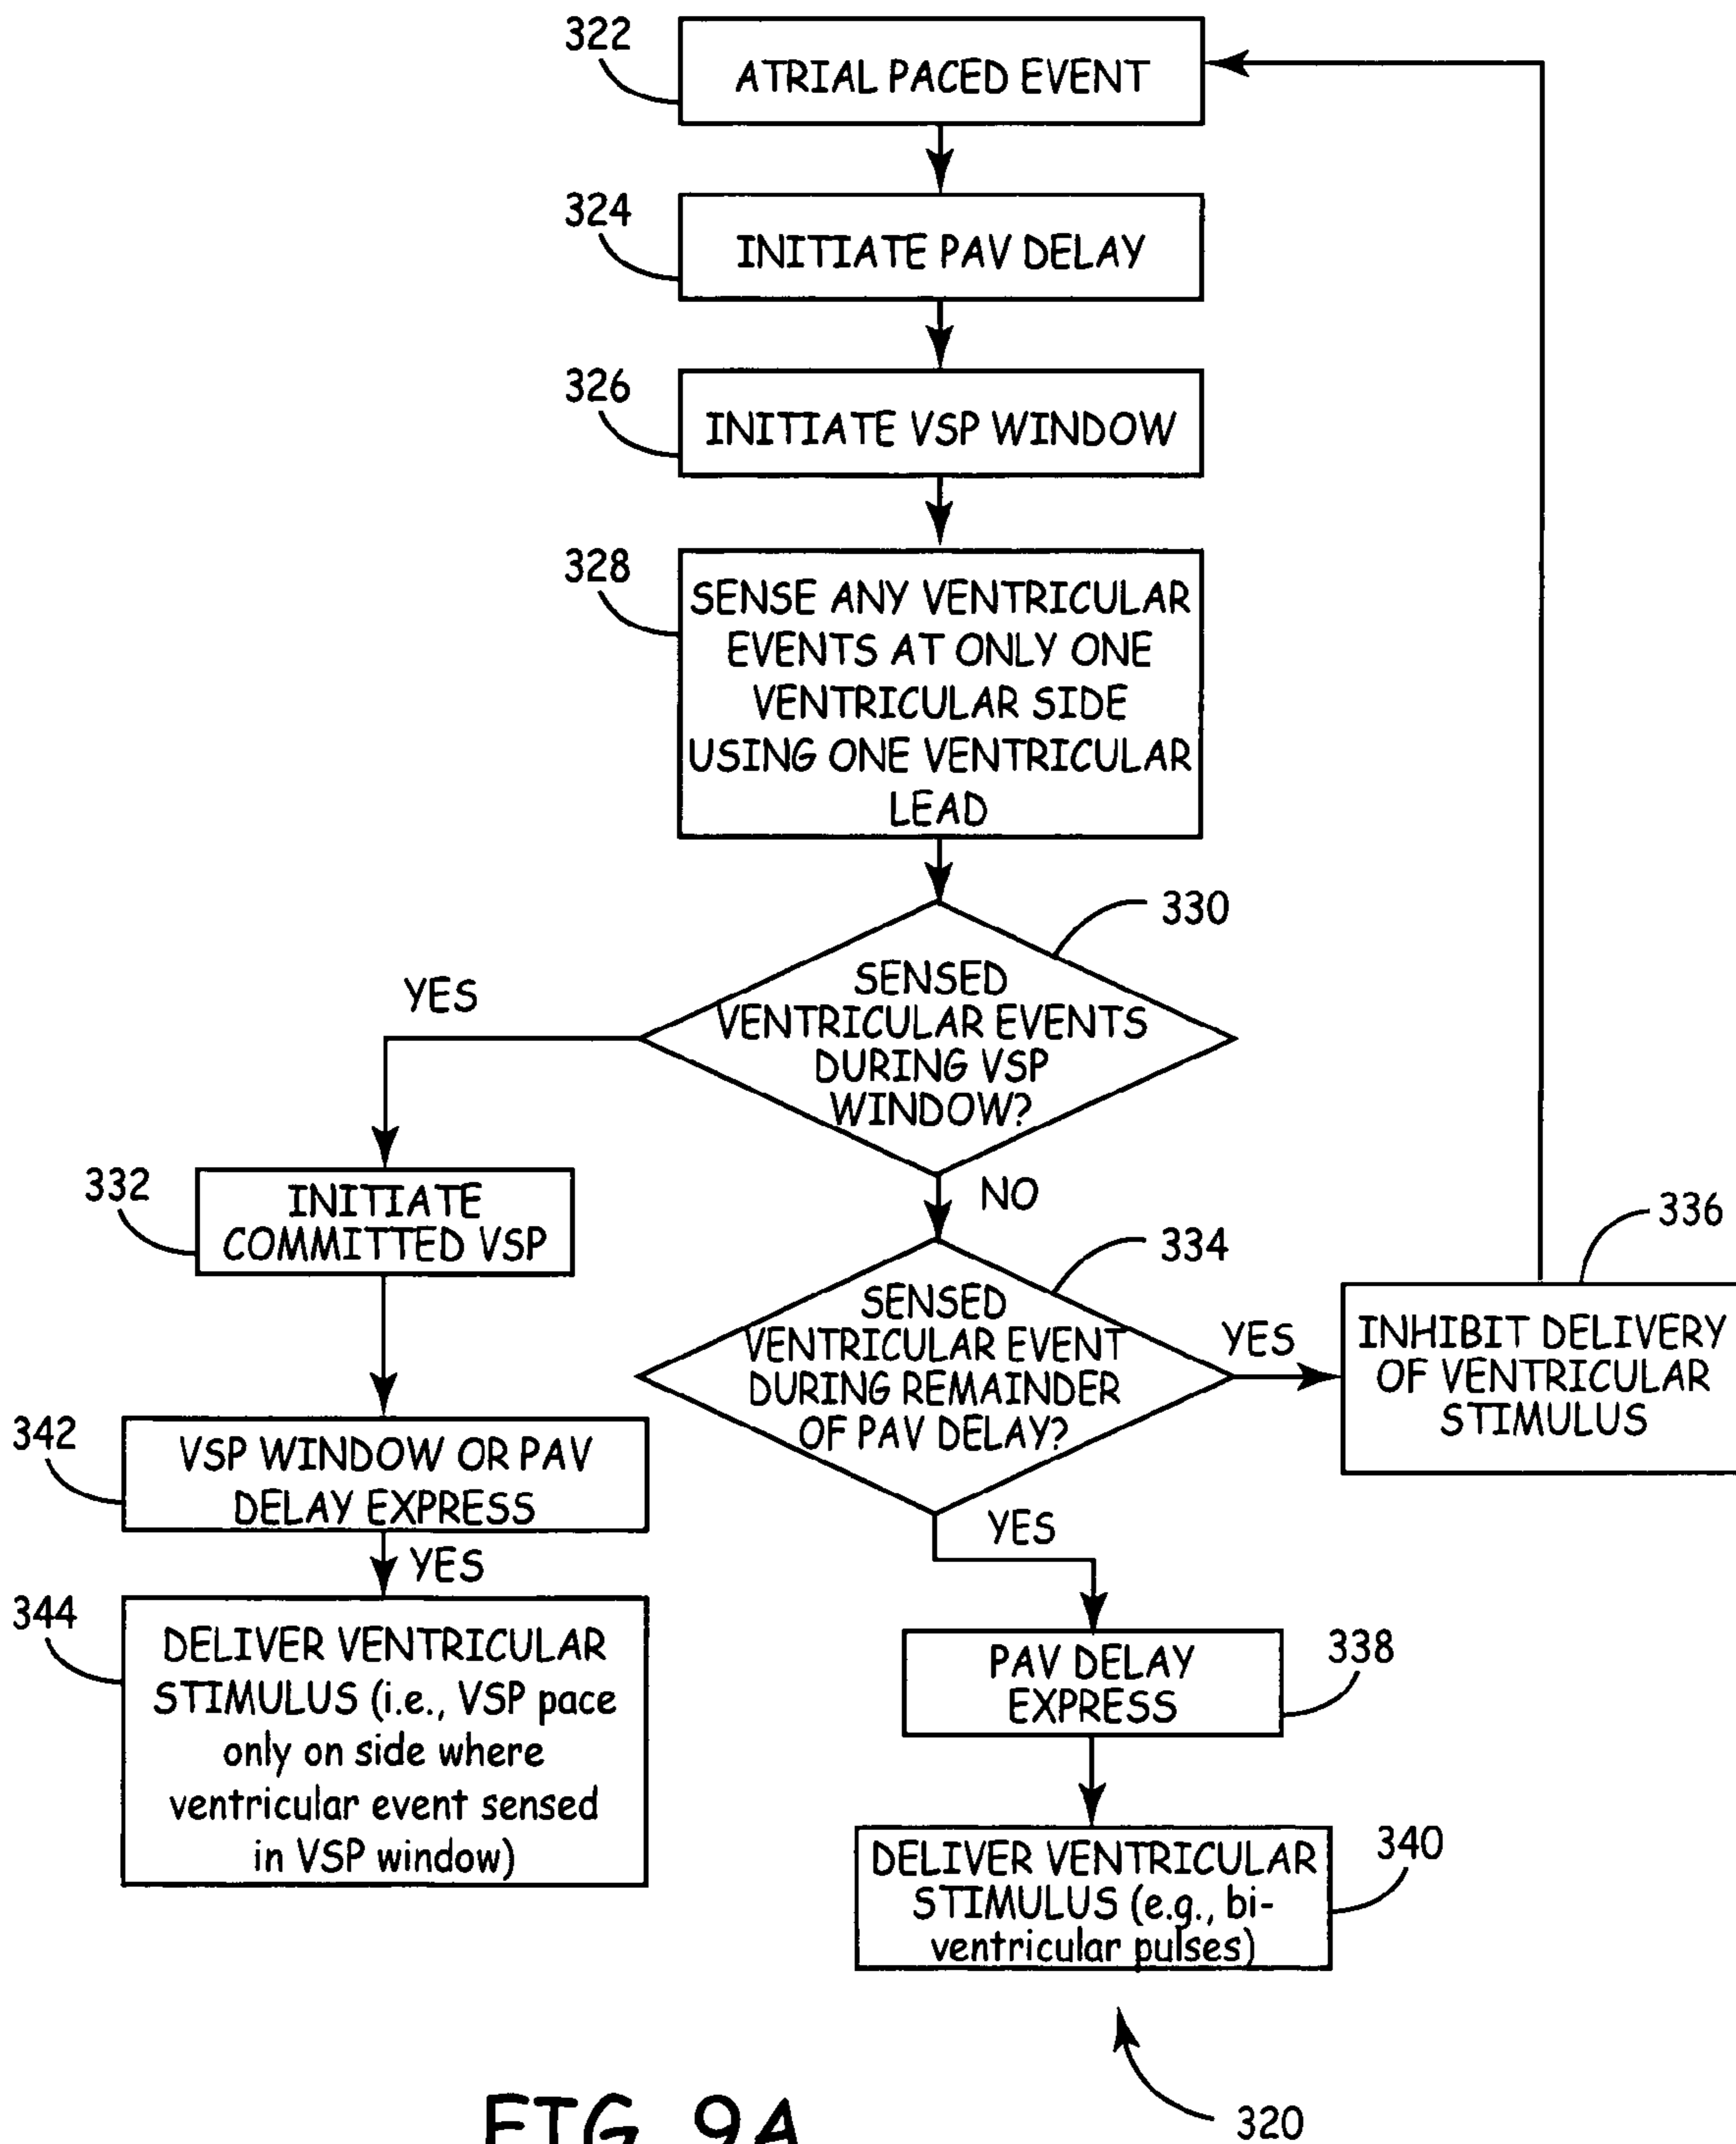 322
ATRIAL PACED EVENT
324
INITIATE PAV DELAY
326
INITIATE VSP WINDOW
328
SENSE ANY VENTRICULAR
EVENTS AT ONLY ONE
VENTRICULAR SIDE
USING ONE VENTRICULAR
LEAD
330
SENSED
VENTRICULAR EVENTS
DURING VSP
WINDOW?
YES
NO
332
INITIATE
COMMITTED VSP
334
SENSED
VENTRICULAR EVENT
DURING REMAINDER
OF PAV DELAY?
YES
336
INHIBIT DELIVERY
OF VENTRICULAR
STIMULUS
342
VSP WINDOW OR PAV
DELAY EXPRESS
YES
YES
344
DELIVER VENTRICULAR
STIMULUS (i.e., VSP pace
only on side where
ventricular event sensed
in VSP window)
338
PAV DELAY
EXPRESS
340
DELIVER VENTRICULAR
STIMULUS (e.g., bi-
ventricular pulses)
320
FIG. 9A